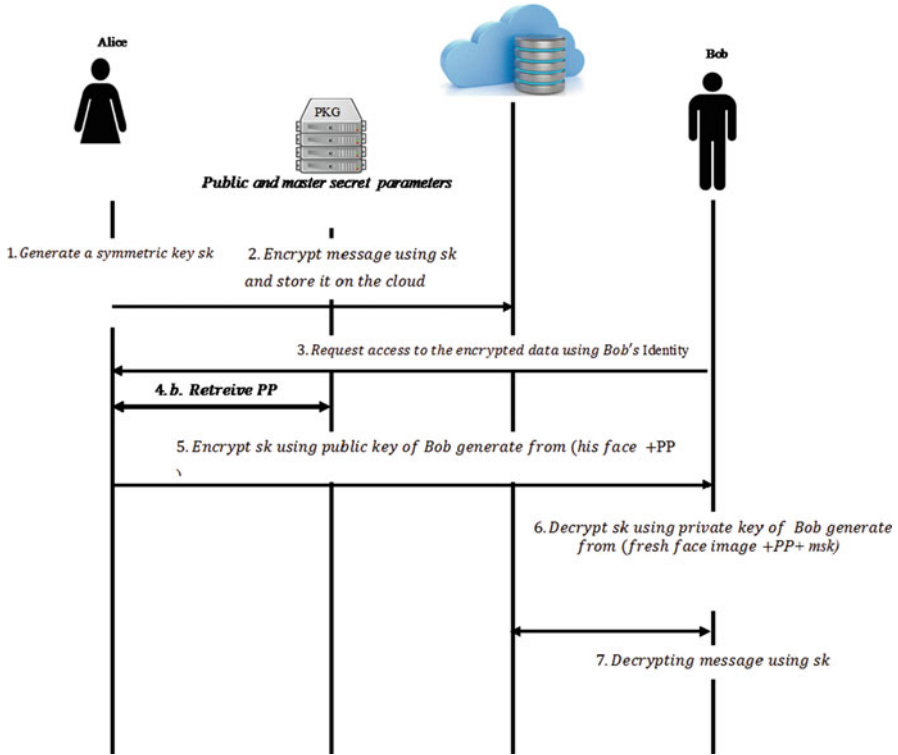 Alice
Bob
PKG
Public and master secret parameters
1. Generate a symmetric key sk
2. Encrypt message using sk
and store it on the cloud
3. Request access to the encrypted data using Bob's Identity
4. b. Retreive PP
5. Encrypt sk using public key of Bob generate from (his face +PP
)
6. Decrypt sk using private key of Bob generate
from (fresh face image +PP+ msk)
7. Decrypting message using sk